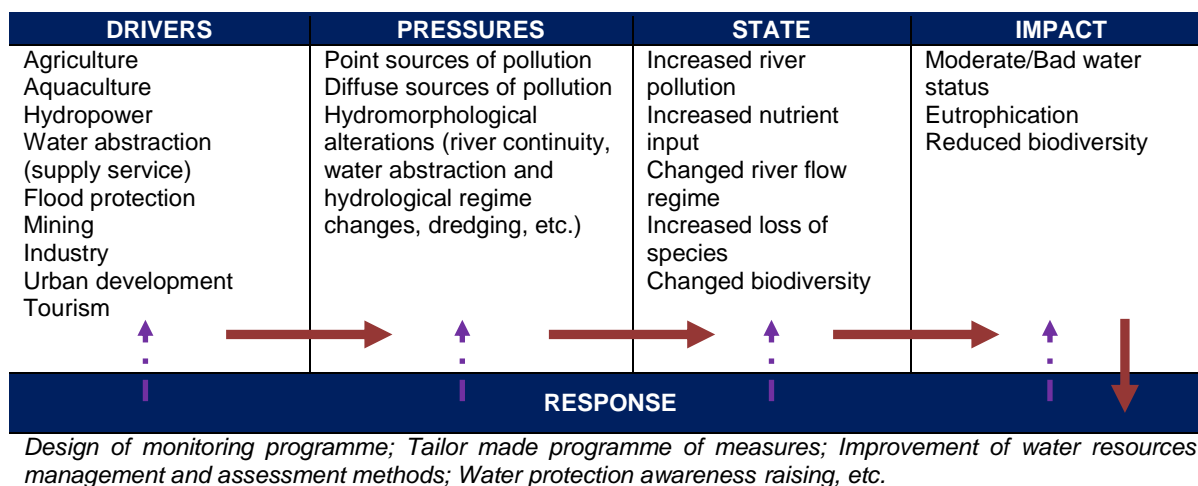 DRIVERS
Agriculture
Aquaculture
Hydropower
Water abstraction
(supply service)
Flood protection
Mining
Industry
Urban development
Tourism
PRESSURES
Point sources of pollution
Diffuse sources of pollution
Hydromorphological
alterations (river continuity,
water abstraction and
hydrological regime
changes, dredging, etc.)
STATE
Increased river
pollution
Increased nutrient
input
Changed river flow
regime
Increased loss of
species
Changed biodiversity
IMPACT
Moderate/Bad water
status
Eutrophication
Reduced biodiversity
RESPONSE
Design of monitoring programme; Tailor made programme of measures; Improvement of water resources
management and assessment methods; Water protection awareness raising, etc.